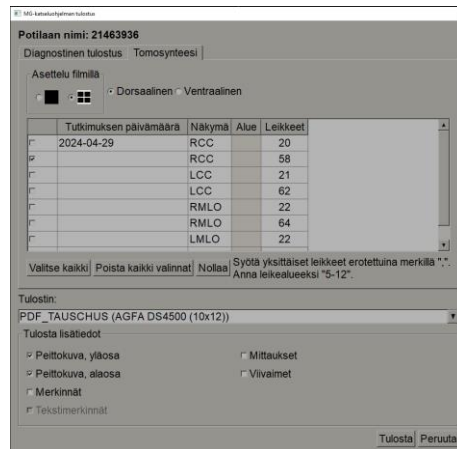 MG-katseluohjelman tulostus
Potilaan nimi: 21463936
Diagnostinen tulostus Tomosynteesi
Asettelu filmillä
Dorsaalinen Ventraalinen
Tutkimuksen päivämäärä Näkymä Alue Leikkeet
2024-04-29 RCC 20
RCC 58
LCC 21
LCC 62
RMLO 22
RMLO 64
LMLO 22
Valitse kaikki Poista kaikki valinnat Nollaa Syötä yksittäiset leikkeet erotettuina merkillä ",".
Anna leikealueeksi "5-12".
Tulostin:
PDF_TAUSCHUS (AGFA DS4500 (10x12))
Tulosta lisätiedot
Peittokuva, yläosa Mittaukset
Peittokuva, alaosa Viivaimet
Merkinnät
Tekstimerkinnät
Tulosta Peruuta